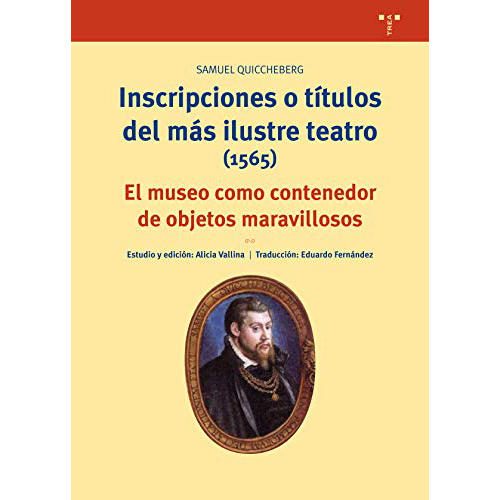 TREA
SAMUEL QUICCHEBERG
Inscripciones o títulos
del más ilustre teatro
(1565)
El museo como contenedor
de objetos maravillosos
Estudio y edición: Alicia Vallina | Traducción: Eduardo Fernández